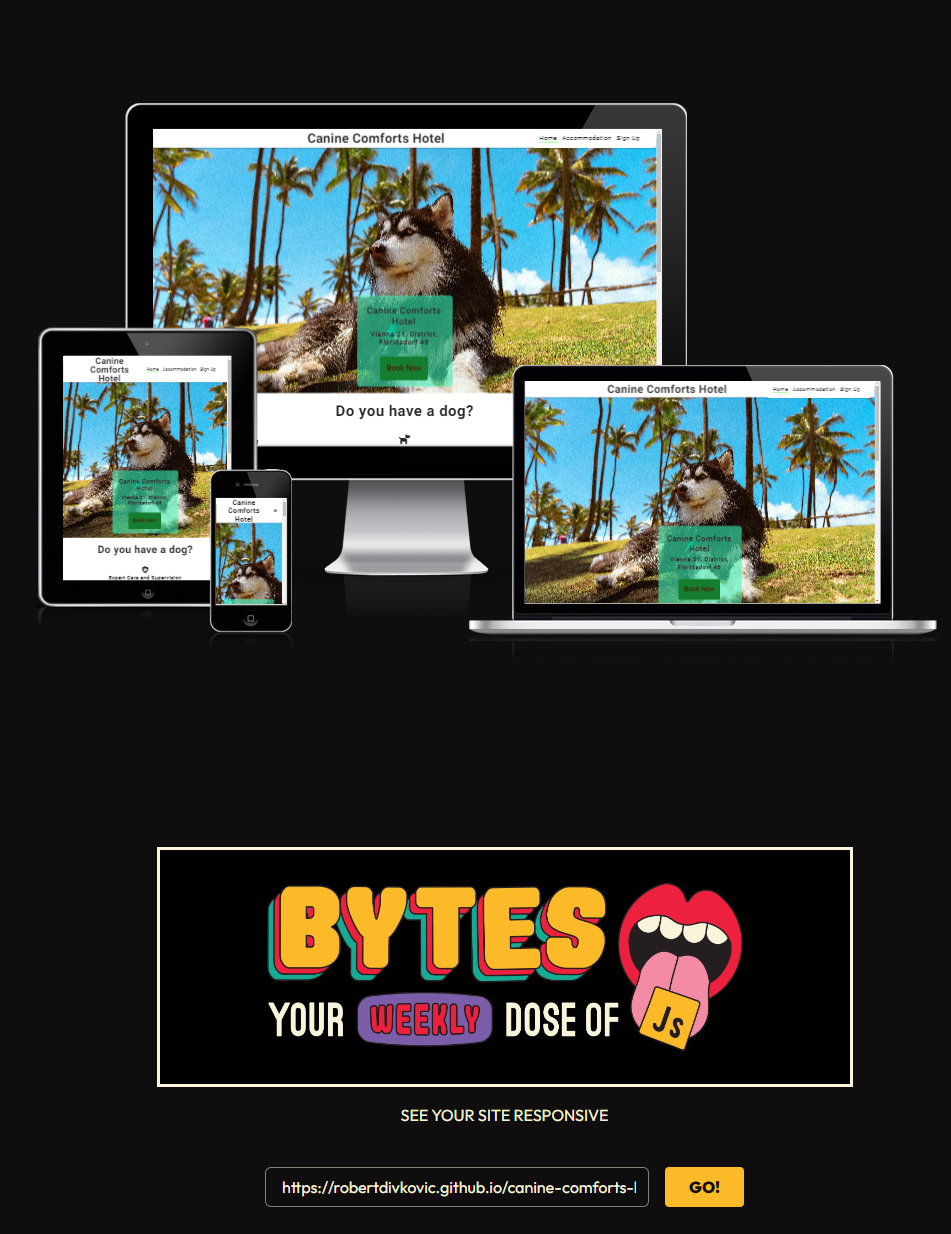 Canine Comforts Hotel
Home Accommodation Sign Up
Canine Comforts
Hotel
Vienna 21, District,
Floridsdorf 45
Book Now
Do you have a dog?
Canine
Comforts
Hotel
Home Accommodation Sign Up
Canine Comforts
Hotel
Vienna 21, District,
Floridsdorf 45
Book Now
Do you have a dog?
Expert Care and Supervision
Canine
Comforts
Hotel
Canine Comforts Hotel
Home Accommodation Sign Up
Canine Comforts
Hotel
Vienna 21, District,
Floridsdorf 45
Book Now
BYTES
YOUR WEEKLY DOSE OF
Js
SEE YOUR SITE RESPONSIVE
https://robertdivkovic.github.io/canine-comforts-
GO!